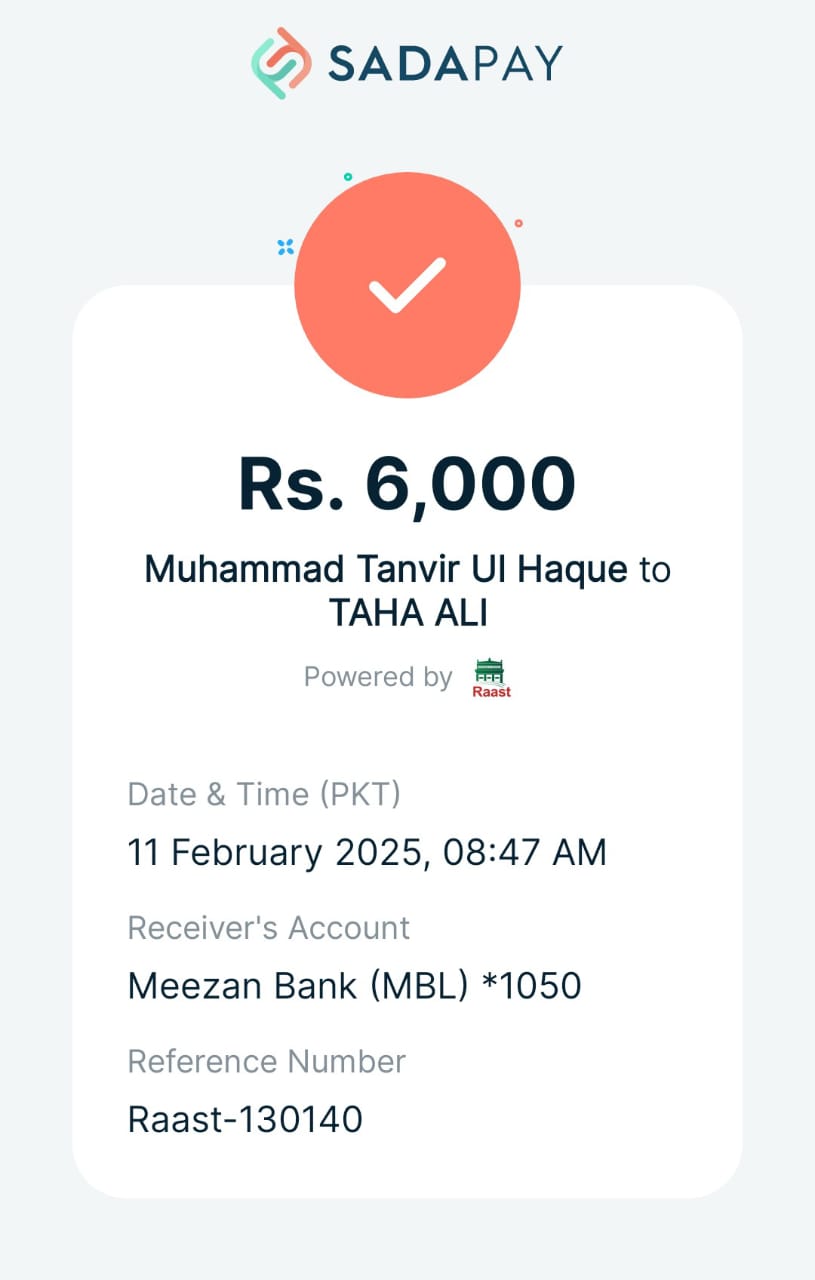 SADAPAY
Rs. 6,000
Muhammad Tanvir Ul Haque to
TAHA ALI
Powered by Raast
Date & Time (PKT)
11 February 2025, 08:47 AM
Receiver's Account
Meezan Bank (MBL) *1050
Reference Number
Raast-130140